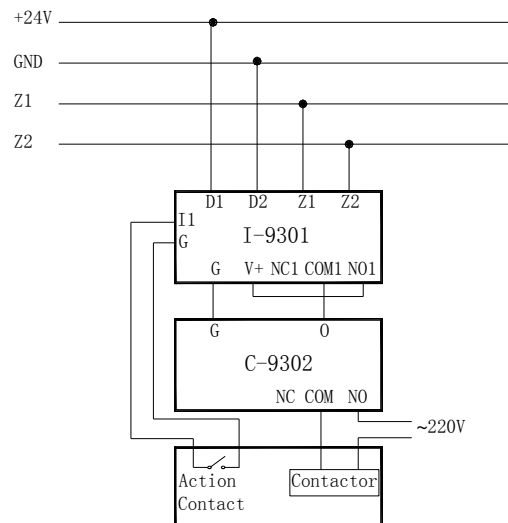 +24V
GND
Z1
Z2
D1 D2 Z1 Z2
I1
I-9301
G
G V+ NC1 COM1 NO1
G O
C-9302
NC COM NO
~220V
Action Contact
Contactor